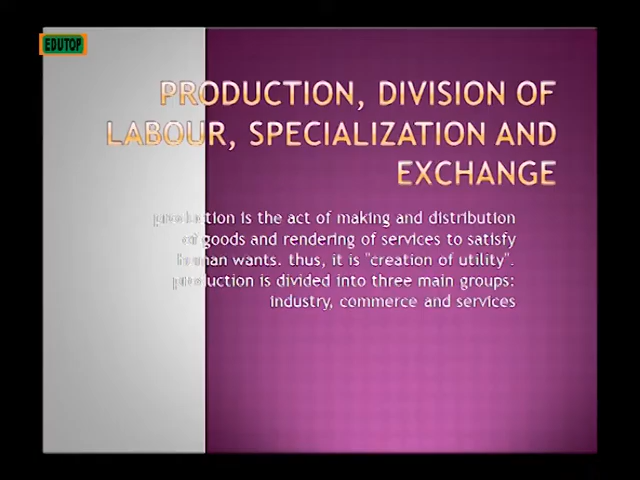 EDUTOP
PRODUCTION, DIVISION OF
LABOUR, SPECIALIZATION AND
EXCHANGE
production is the act of making and distribution
of goods and rendering of services to satisfy
human wants. thus, it is "creation of utility".
production is divided into three main groups:
industry, commerce and services